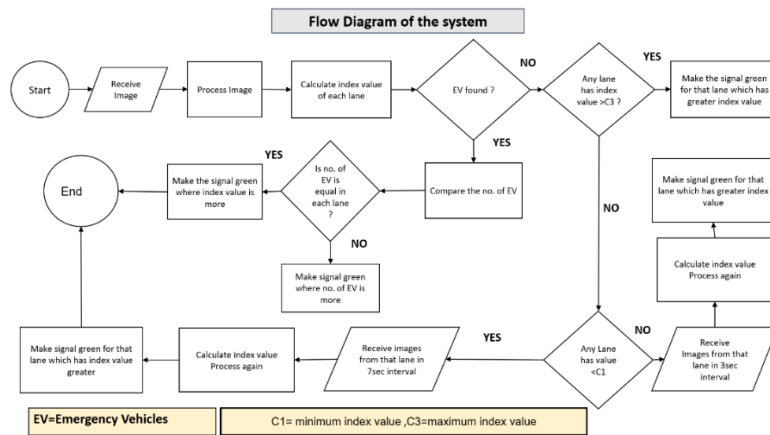 Flow Diagram of the system
Start
Receive
Image
Process Image
Calculate index value
of each lane
EV found ?
NO
Any lane
has index
value >C3 ?
YES
Make the signal green
for that lane which has
greater index value
YES
Compare the no. of EV
Is no. of
EV is
equal in
each lane
?
YES
Make the signal green
where index value is
more
End
NO
Make signal green
where no. of EV is
more
NO
Any Lane
has value
<C1
NO
Receive
Images from that
lane in 3sec
interval
Calculate index value
Process again
Make signal green for that
lane which has greater index
value
YES
Receive images
from that lane in
7sec interval
Calculate index value
Process again
Make signal green for that
lane which has index value
greater
EV=Emergency Vehicles
C1= minimum index value ,C3=maximum index value